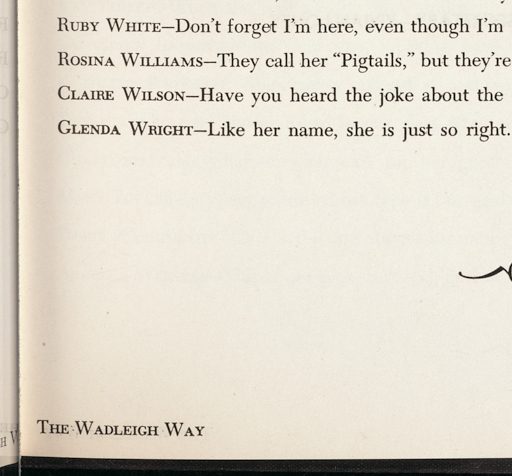 RUBY WHITE—Don't forget I'm here, even though I'm
ROSINA WILLIAMS—They call her "Pigtails," but they're
CLAIRE WILSON—Have you heard the joke about the
GLENDA WRIGHT—Like her name, she is just so right.
THE WADLEIGH WAY